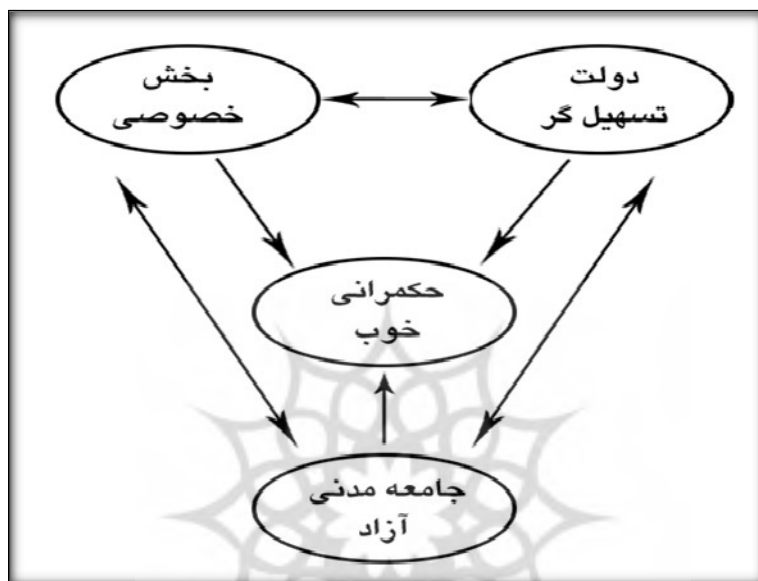 دولت
تسهیل گر
بخش
خصوصی
حکمرانی
خوب
جامعه مدنی
آزاد